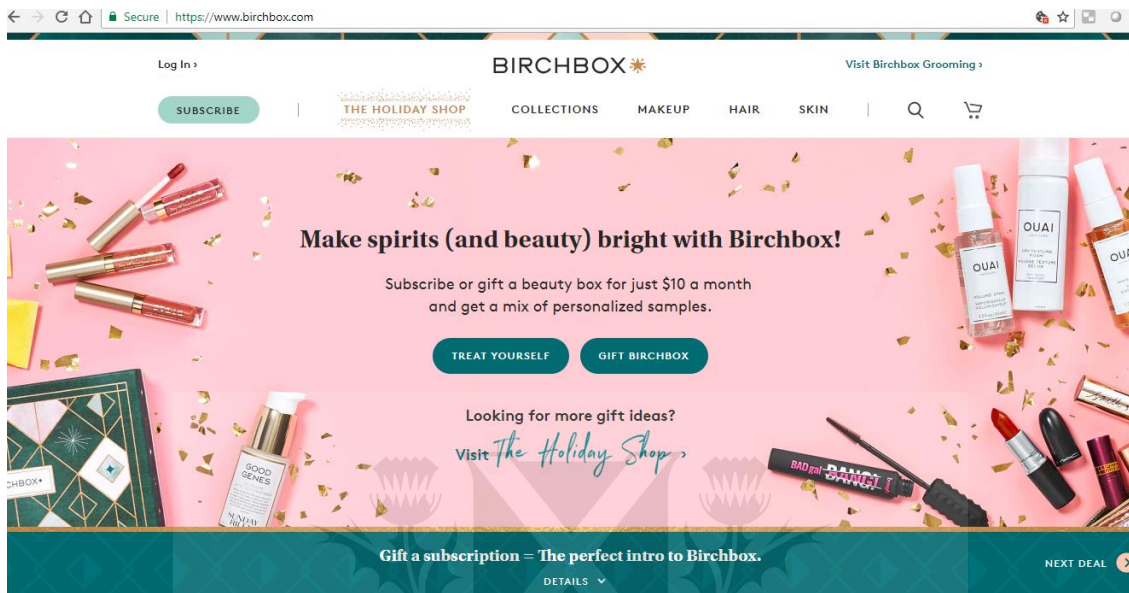 Secure | https://www.birchbox.com
Log In ›
BIRCHBOX
Visit Birchbox Grooming ›
SUBSCRIBE
THE HOLIDAY SHOP
COLLECTIONS
MAKEUP
HAIR
SKIN
Make spirits (and beauty) bright with Birchbox!
Subscribe or gift a beauty box for just $10 a month
and get a mix of personalized samples.
TREAT YOURSELF
GIFT BIRCHBOX
Looking for more gift ideas?
Visit The Holiday Shop ›
OUAI
OUAI
GOOD
GENES
BADgal BANG!
Gift a subscription = The perfect intro to Birchbox.
DETAILS
NEXT DEAL